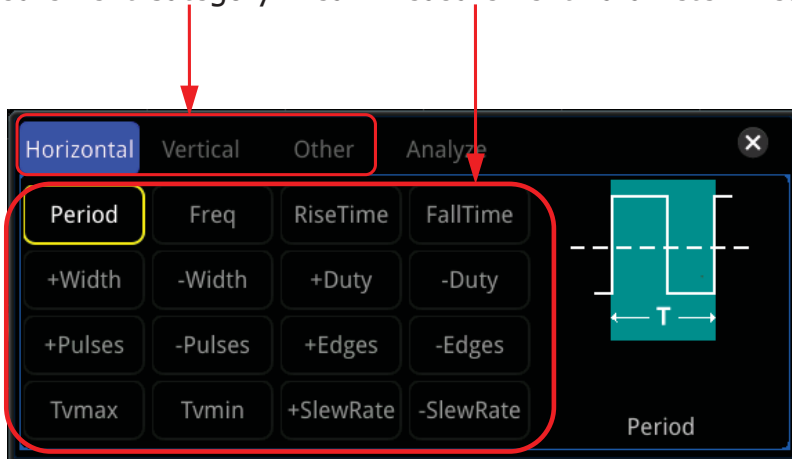 Horizontal Vertical Other Analyze
Period Freq RiseTime FallTime
+Width -Width +Duty -Duty
T
+Pulses -Pulses +Edges -Edges
Tvmax Tvmin +SlewRate -SlewRate
Period